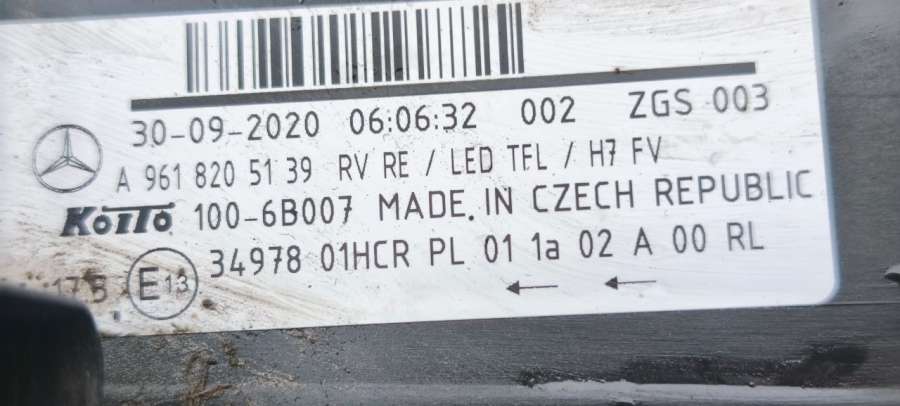 30-09-2020 06:06:32 002 ZGS 003
A 961 820 51 39 RV RE / LED TFL / H7 FV
KOITO 100-6B007 MADE.IN CZECH REPUBLIC
34978 01HCR PL 01 1a 02 A 00 RL
E13